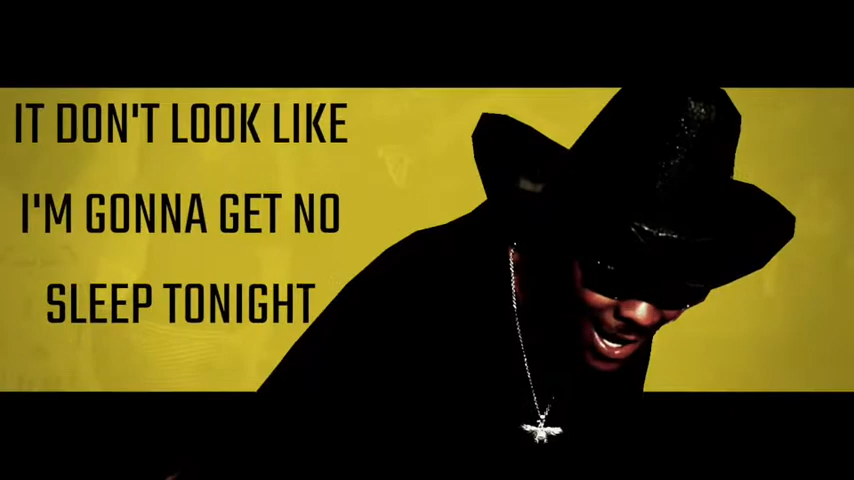 IT DON'T LOOK LIKE
I'M GONNA GET NO
SLEEP TONIGHT